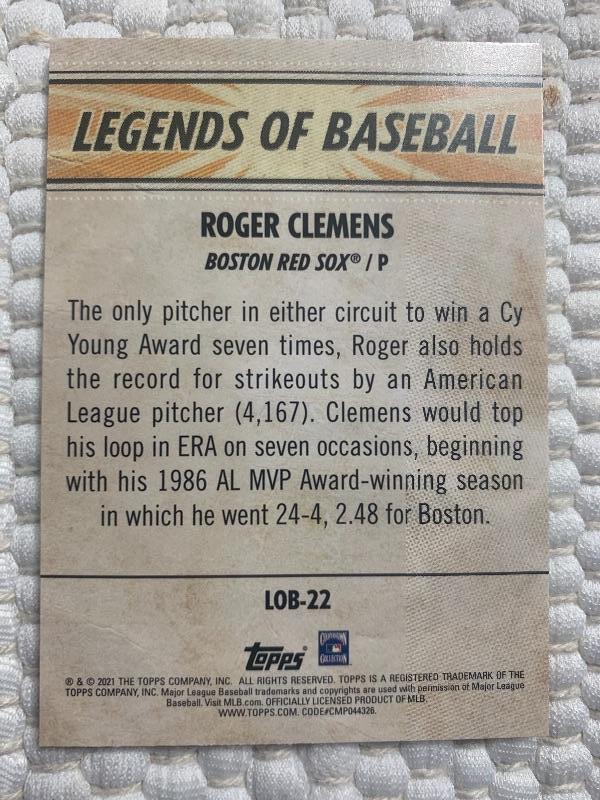 LEGENDS OF BASEBALL
ROGER CLEMENS
BOSTON RED SOX® / P
The only pitcher in either circuit to win a Cy
Young Award seven times, Roger also holds
the record for strikeouts by an American
League pitcher (4,167). Clemens would top
his loop in ERA on seven occasions, beginning
with his 1986 AL MVP Award-winning season
in which he went 24-4, 2.48 for Boston.
LOB-22
topps
COOPERSTOWN
COLLECTION
® & © 2021 THE TOPPS COMPANY, INC. ALL RIGHTS RESERVED. TOPPS IS A REGISTERED TRADEMARK OF THE
TOPPS COMPANY, INC. Major League Baseball trademarks and copyrights are used with permission of Major League
Baseball. Visit MLB.com. OFFICIALLY LICENSED PRODUCT OF MLB.
WWW.TOPPS.COM. CODE#CMP044326.